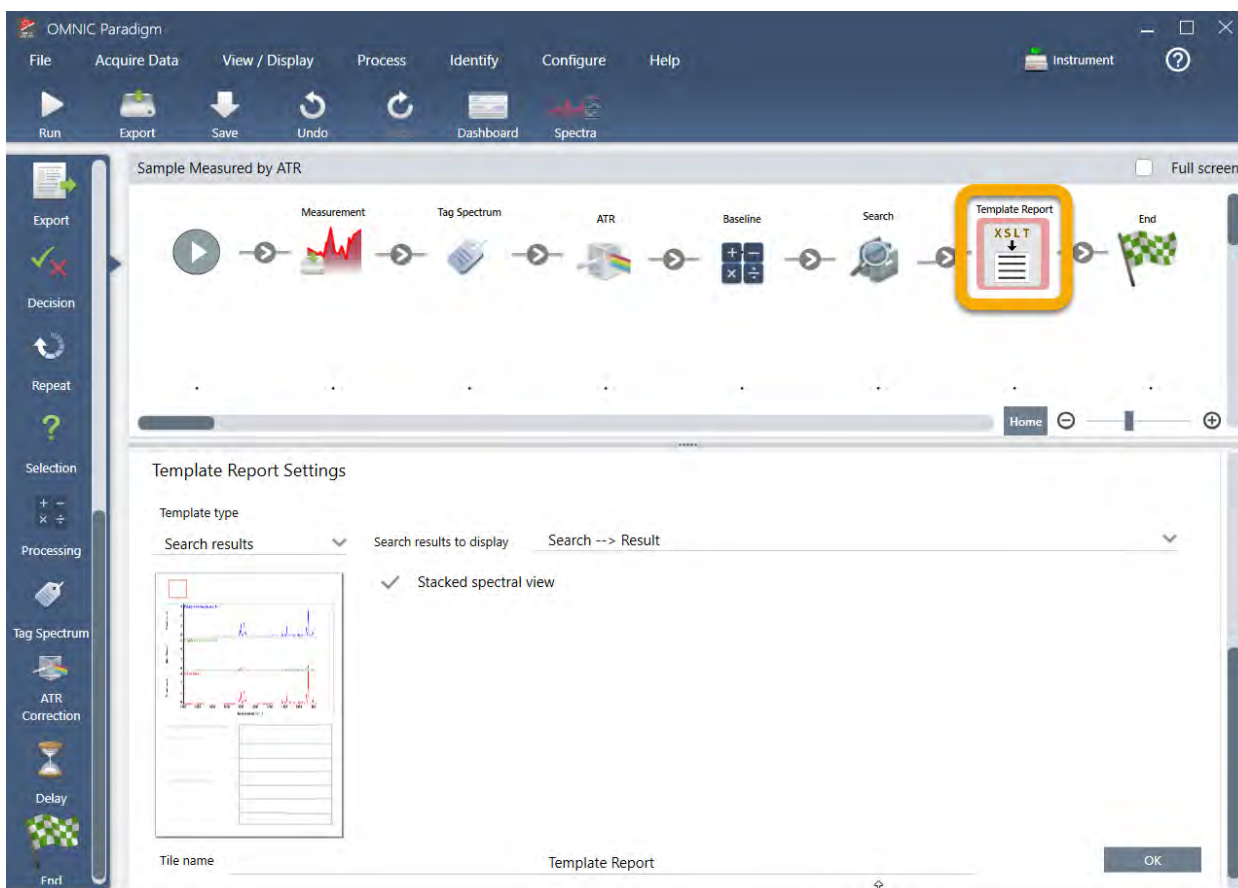 OMNIC Paradigm
File Acquire Data View / Display Process Identify Configure Help Instrument
Run Export Save Undo Dashboard Spectra
Sample Measured by ATR Full screen
Export
Decision
Repeat
Selection
Processing
Tag Spectrum
ATR
Correction
Delay
End
Measurement Tag Spectrum ATR Baseline Search Template Report End
XSLT
Home
Template Report Settings
Template type
Search results Search results to display Search --> Result
Stacked spectral view
Tile name Template Report OK